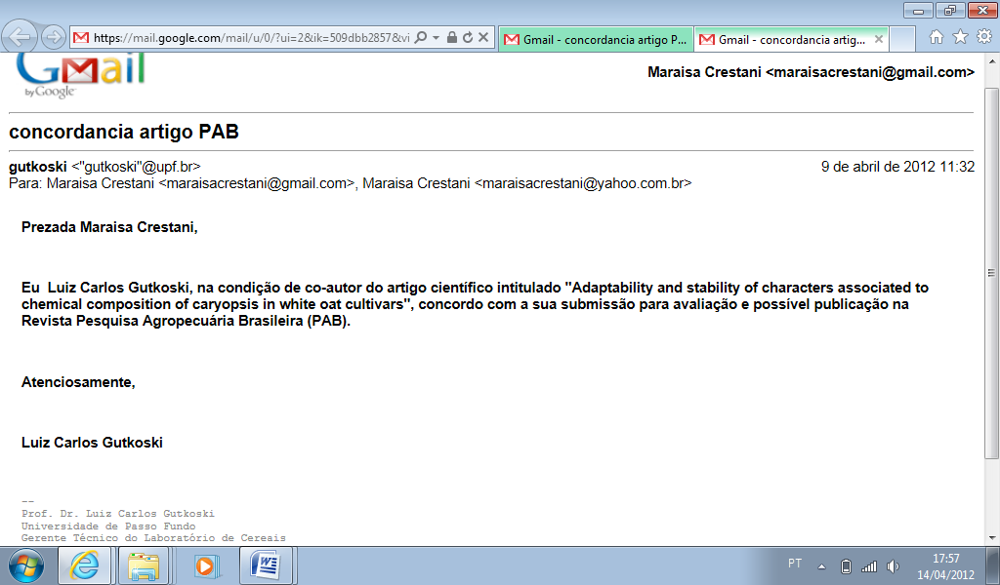 https://mail.google.com/mail/u/0/?ui=2&ik=509dbb2857&vi
Gmail - concordancia artigo P...
Gmail - concordancia artig...
Gmail
by Google
Maraisa Crestani <maraisacrestani@gmail.com>
concordancia artigo PAB
gutkoski <"gutkoski"@upf.br>
9 de abril de 2012 11:32
Para: Maraisa Crestani <maraisacrestani@gmail.com>, Maraisa Crestani <maraisacrestani@yahoo.com.br>
Prezada Maraisa Crestani,
Eu  Luiz Carlos Gutkoski, na condição de co-autor do artigo científico intitulado "Adaptability and stability of characters associated to
chemical composition of caryopsis in white oat cultivars", concordo com a sua submissão para avaliação e possível publicação na
Revista Pesquisa Agropecuária Brasileira (PAB).
Atenciosamente,
Luiz Carlos Gutkoski
--
Prof. Dr. Luiz Carlos Gutkoski
Universidade de Passo Fundo
Gerente Técnico do Laboratório de Cereais
PT
17:57
14/04/2012